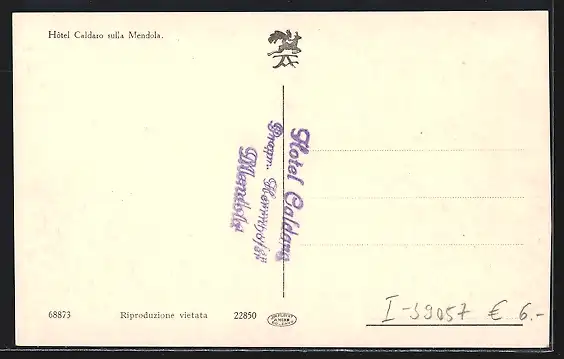 Hôtel Caldaro sulla Mendola.
Hotel Caldaro
Mendola
68873 Riproduzione vietata 22850
I-39057 € 6.-